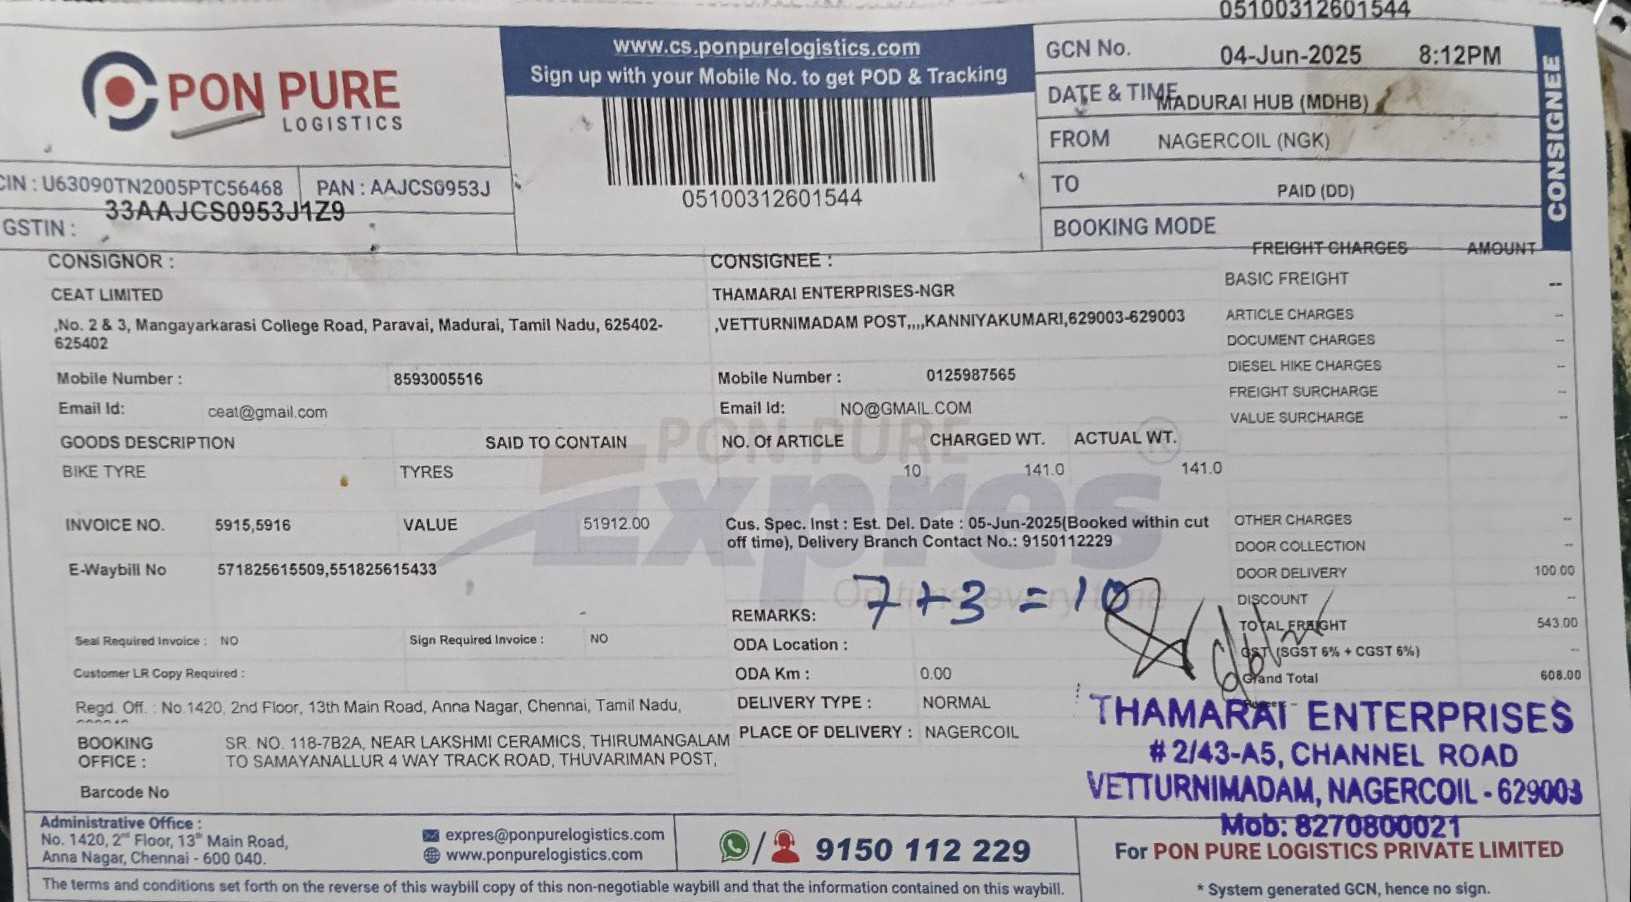 05100312601544
PON PURE
LOGISTICS
www.cs.ponpurelogistics.com
Sign up with your Mobile No. to get POD & Tracking
05100312601544
GCN No. 04-Jun-2025 8:12PM
DATE & TIME MADURAI HUB (MDHB)
FROM NAGERCOIL (NGK)
TO PAID (DD)
BOOKING MODE
CONSIGNEE
CIN : U63090TN2005PTC56468 PAN : AAJCS0953J
33AAJCS0953J1Z9
GSTIN :
CONSIGNOR :
CEAT LIMITED
,No. 2 & 3, Mangayarkarasi College Road, Paravai, Madurai, Tamil Nadu, 625402-
625402
Mobile Number : 8593005516
Email Id: ceat@gmail.com
CONSIGNEE :
THAMARAI ENTERPRISES-NGR
,VETTURNIMADAM POST,,,,KANNIYAKUMARI,629003-629003
Mobile Number : 0125987565
Email Id: NO@GMAIL.COM
FREIGHT CHARGES AMOUNT
BASIC FREIGHT --
ARTICLE CHARGES --
DOCUMENT CHARGES --
DIESEL HIKE CHARGES --
FREIGHT SURCHARGE --
VALUE SURCHARGE --
PON PURE
Expres
GOODS DESCRIPTION SAID TO CONTAIN NO. Of ARTICLE CHARGED WT. ACTUAL WT.
BIKE TYRE TYRES 10 141.0 141.0
INVOICE NO. 5915,5916 VALUE 51912.00
E-Waybill No 571825615509,551825615433
Cus. Spec. Inst : Est. Del. Date : 05-Jun-2025(Booked within cut
off time), Delivery Branch Contact No.: 9150112229
OTHER CHARGES --
DOOR COLLECTION --
DOOR DELIVERY 100.00
DISCOUNT --
TOTAL FREIGHT 543.00
GST (SGST 6% + CGST 6%) --
Grand Total 608.00
7+3 = 10
REMARKS:
Seal Required Invoice : NO Sign Required Invoice : NO
ODA Location :
Customer LR Copy Required :
ODA Km : 0.00
Regd. Off. : No.1420, 2nd Floor, 13th Main Road, Anna Nagar, Chennai, Tamil Nadu,
DELIVERY TYPE : NORMAL
PLACE OF DELIVERY : NAGERCOIL
BOOKING OFFICE : SR. NO. 118-7B2A, NEAR LAKSHMI CERAMICS, THIRUMANGALAM
TO SAMAYANALLUR 4 WAY TRACK ROAD, THUVARIMAN POST,
Barcode No
THAMARAI ENTERPRISES
# 2/43-A5, CHANNEL ROAD
VETTURNIMADAM, NAGERCOIL - 629003
Mob: 8270800021
Administrative Office :
No. 1420, 2nd Floor, 13th Main Road,
Anna Nagar, Chennai - 600 040.
expres@ponpurelogistics.com
www.ponpurelogistics.com
9150 112 229
For PON PURE LOGISTICS PRIVATE LIMITED
The terms and conditions set forth on the reverse of this waybill copy of this non-negotiable waybill and that the information contained on this waybill.
* System generated GCN, hence no sign.